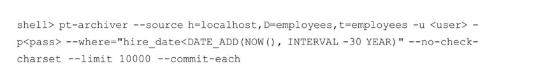 shell> pt-archiver --source h=localhost,D=employees,t=employees -u <user> -
p<pass> --where="hire_date<DATE_ADD(NOW(), INTERVAL -30 YEAR)" --no-check-
charset --limit 10000 --commit-each